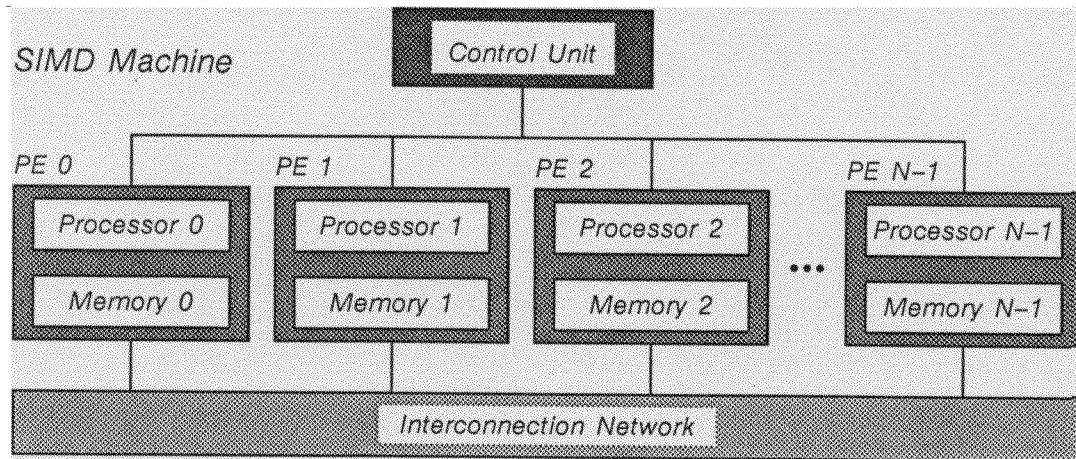 Control Unit
SIMD Machine
PE 0
PE 1
PE 2
PE N–1
Processor 0
Processor 1
Processor 2
Processor N–1
•••
Memory 0
Memory 1
Memory 2
Memory N–1
Interconnection Network